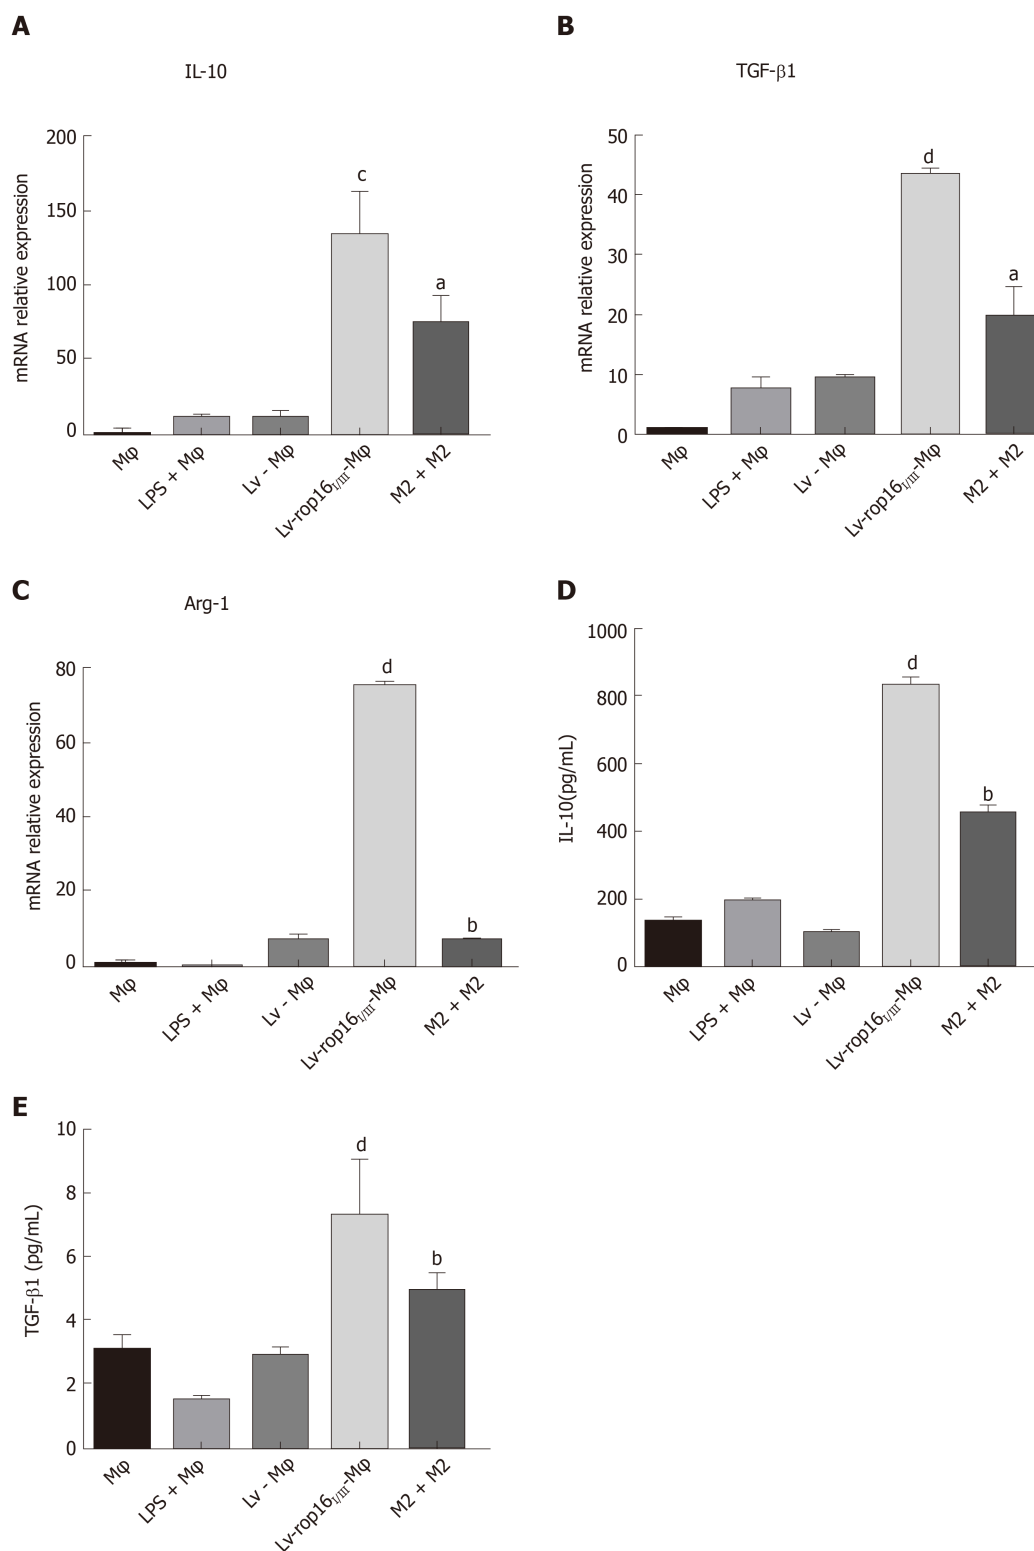 A
IL-10
mRNA relative expression
200
150
100
50
0
c
a
Mφ
LPS + Mφ
Lv - Mφ
Lv-rop16I/III-Mφ
M2 + M2
B
TGF-β1
mRNA relative expression
50
40
30
20
10
0
d
a
Mφ
LPS + Mφ
Lv - Mφ
Lv-rop16I/III-Mφ
M2 + M2
C
Arg-1
mRNA relative expression
80
60
40
20
0
d
b
Mφ
LPS + Mφ
Lv - Mφ
Lv-rop16I/III-Mφ
M2 + M2
D
IL-10(pg/mL)
1000
800
600
400
200
0
d
b
Mφ
LPS + Mφ
Lv - Mφ
Lv-rop16I/III-Mφ
M2 + M2
E
TGF-β1 (pg/mL)
10
8
6
4
2
0
d
b
Mφ
LPS + Mφ
Lv - Mφ
Lv-rop16I/III-Mφ
M2 + M2